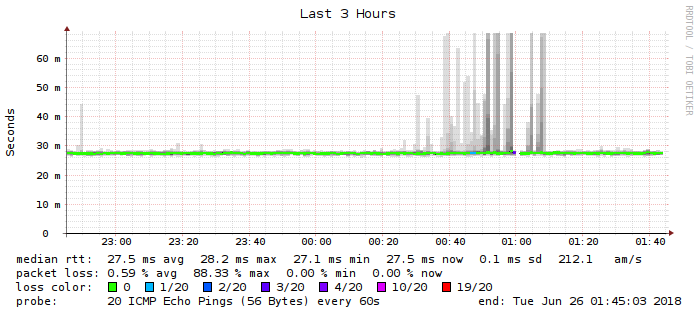 Last 3 Hours
RRDTOOL / TOBI OETIKER
Seconds
60 m
50 m
40 m
30 m
20 m
10 m
0
23:00 23:20 23:40 00:00 00:20 00:40 01:00 01:20 01:40
median rtt: 27.5 ms avg 28.2 ms max 27.1 ms min 27.5 ms now 0.1 ms sd 212.1 am/s
packet loss: 0.59 % avg 88.33 % max 0.00 % min 0.00 % now
loss color: 0 1/20 2/20 3/20 4/20 10/20 19/20
probe: 20 ICMP Echo Pings (56 Bytes) every 60s end: Tue Jun 26 01:45:03 2018